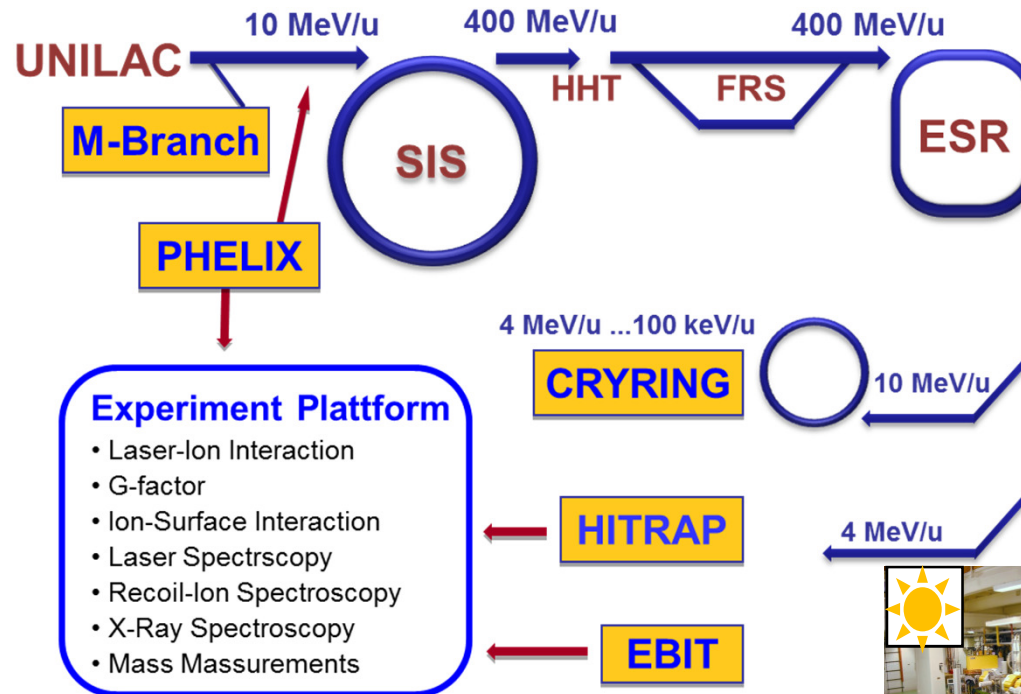 10 MeV/u
400 MeV/u
400 MeV/u
UNILAC
HHT
FRS
ESR
M-Branch
SIS
PHELIX
4 MeV/u ...100 keV/u
CRYRING
10 MeV/u
Experiment Plattform
• Laser-Ion Interaction
• G-factor
• Ion-Surface Interaction
• Laser Spectrscopy
• Recoil-Ion Spectroscopy
• X-Ray Spectroscopy
• Mass Massurements
HITRAP
4 MeV/u
EBIT